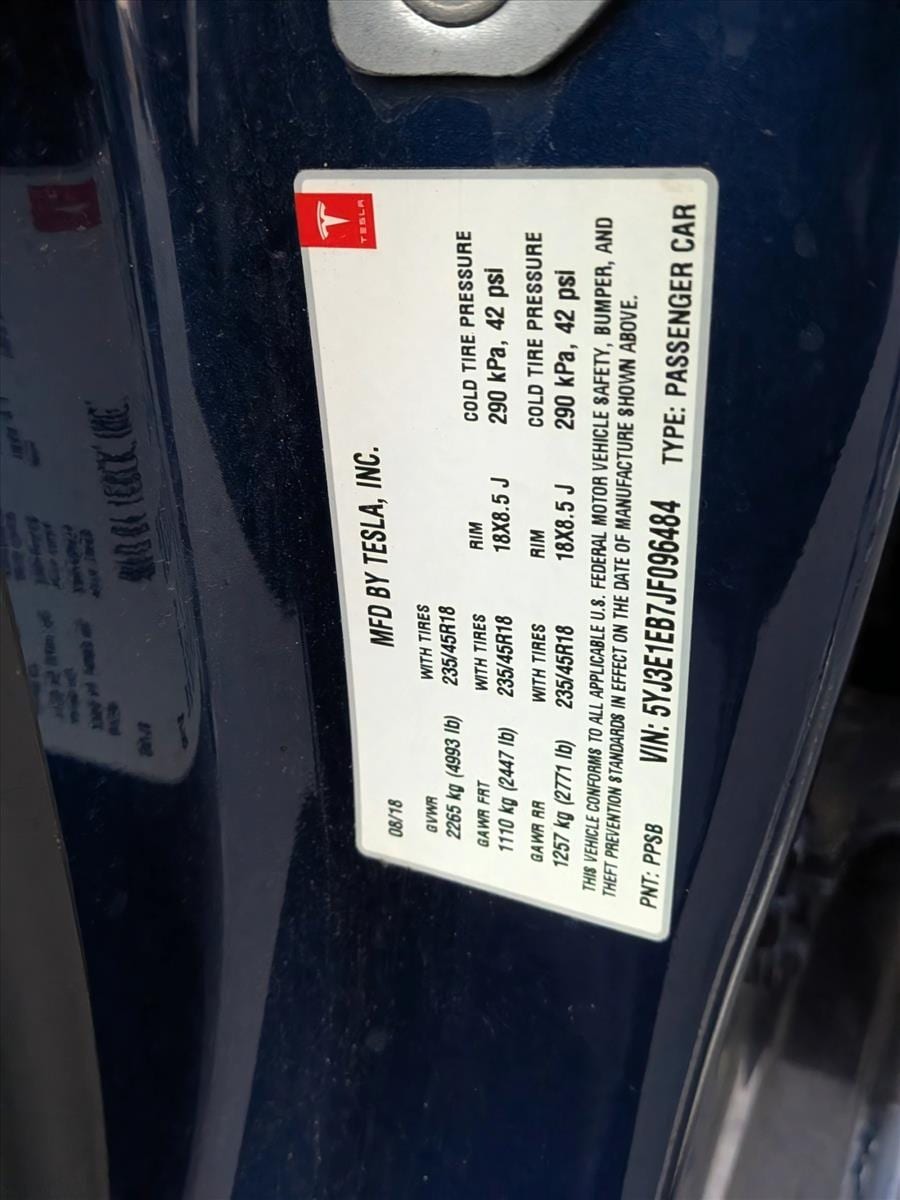 TESLA
MFD BY TESLA, INC.
08/18
GVWR WITH TIRES
2265 kg (4993 lb) 235/45R18
GAWR FRT WITH TIRES RIM COLD TIRE PRESSURE
1110 kg (2447 lb) 235/45R18 18X8.5 J 290 kPa, 42 psi
GAWR RR WITH TIRES RIM COLD TIRE PRESSURE
1257 kg (2771 lb) 235/45R18 18X8.5 J 290 kPa, 42 psi
THIS VEHICLE CONFORMS TO ALL APPLICABLE U.S. FEDERAL MOTOR VEHICLE SAFETY, BUMPER, AND
THEFT PREVENTION STANDARDS IN EFFECT ON THE DATE OF MANUFACTURE SHOWN ABOVE.
PNT: PPSB VIN: 5YJ3E1EB7JF096484 TYPE: PASSENGER CAR